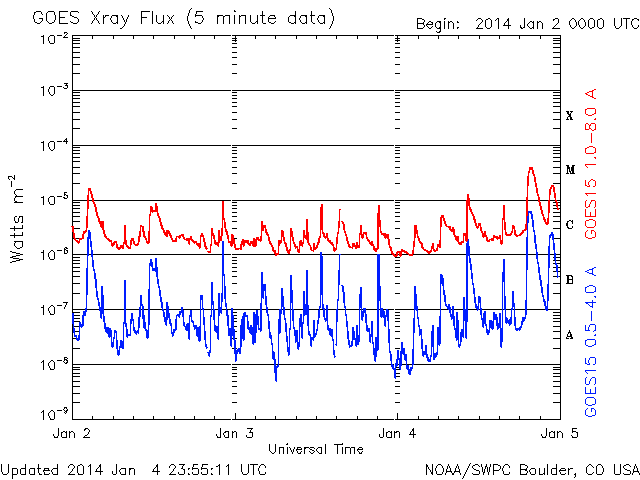 GOES Xray Flux (5 minute data)
Begin: 2014 Jan 2 0000 UTC
10⁻²
10⁻³
10⁻⁴
10⁻⁵
10⁻⁶
10⁻⁷
10⁻⁸
10⁻⁹
Watts m⁻²
X
M
C
B
A
GOES15 1.0-8.0 A
GOES15 0.5-4.0 A
Jan 2
Jan 3
Jan 4
Jan 5
Universal Time
Updated 2014 Jan 4 23:55:11 UTC
NOAA/SWPC Boulder, CO USA